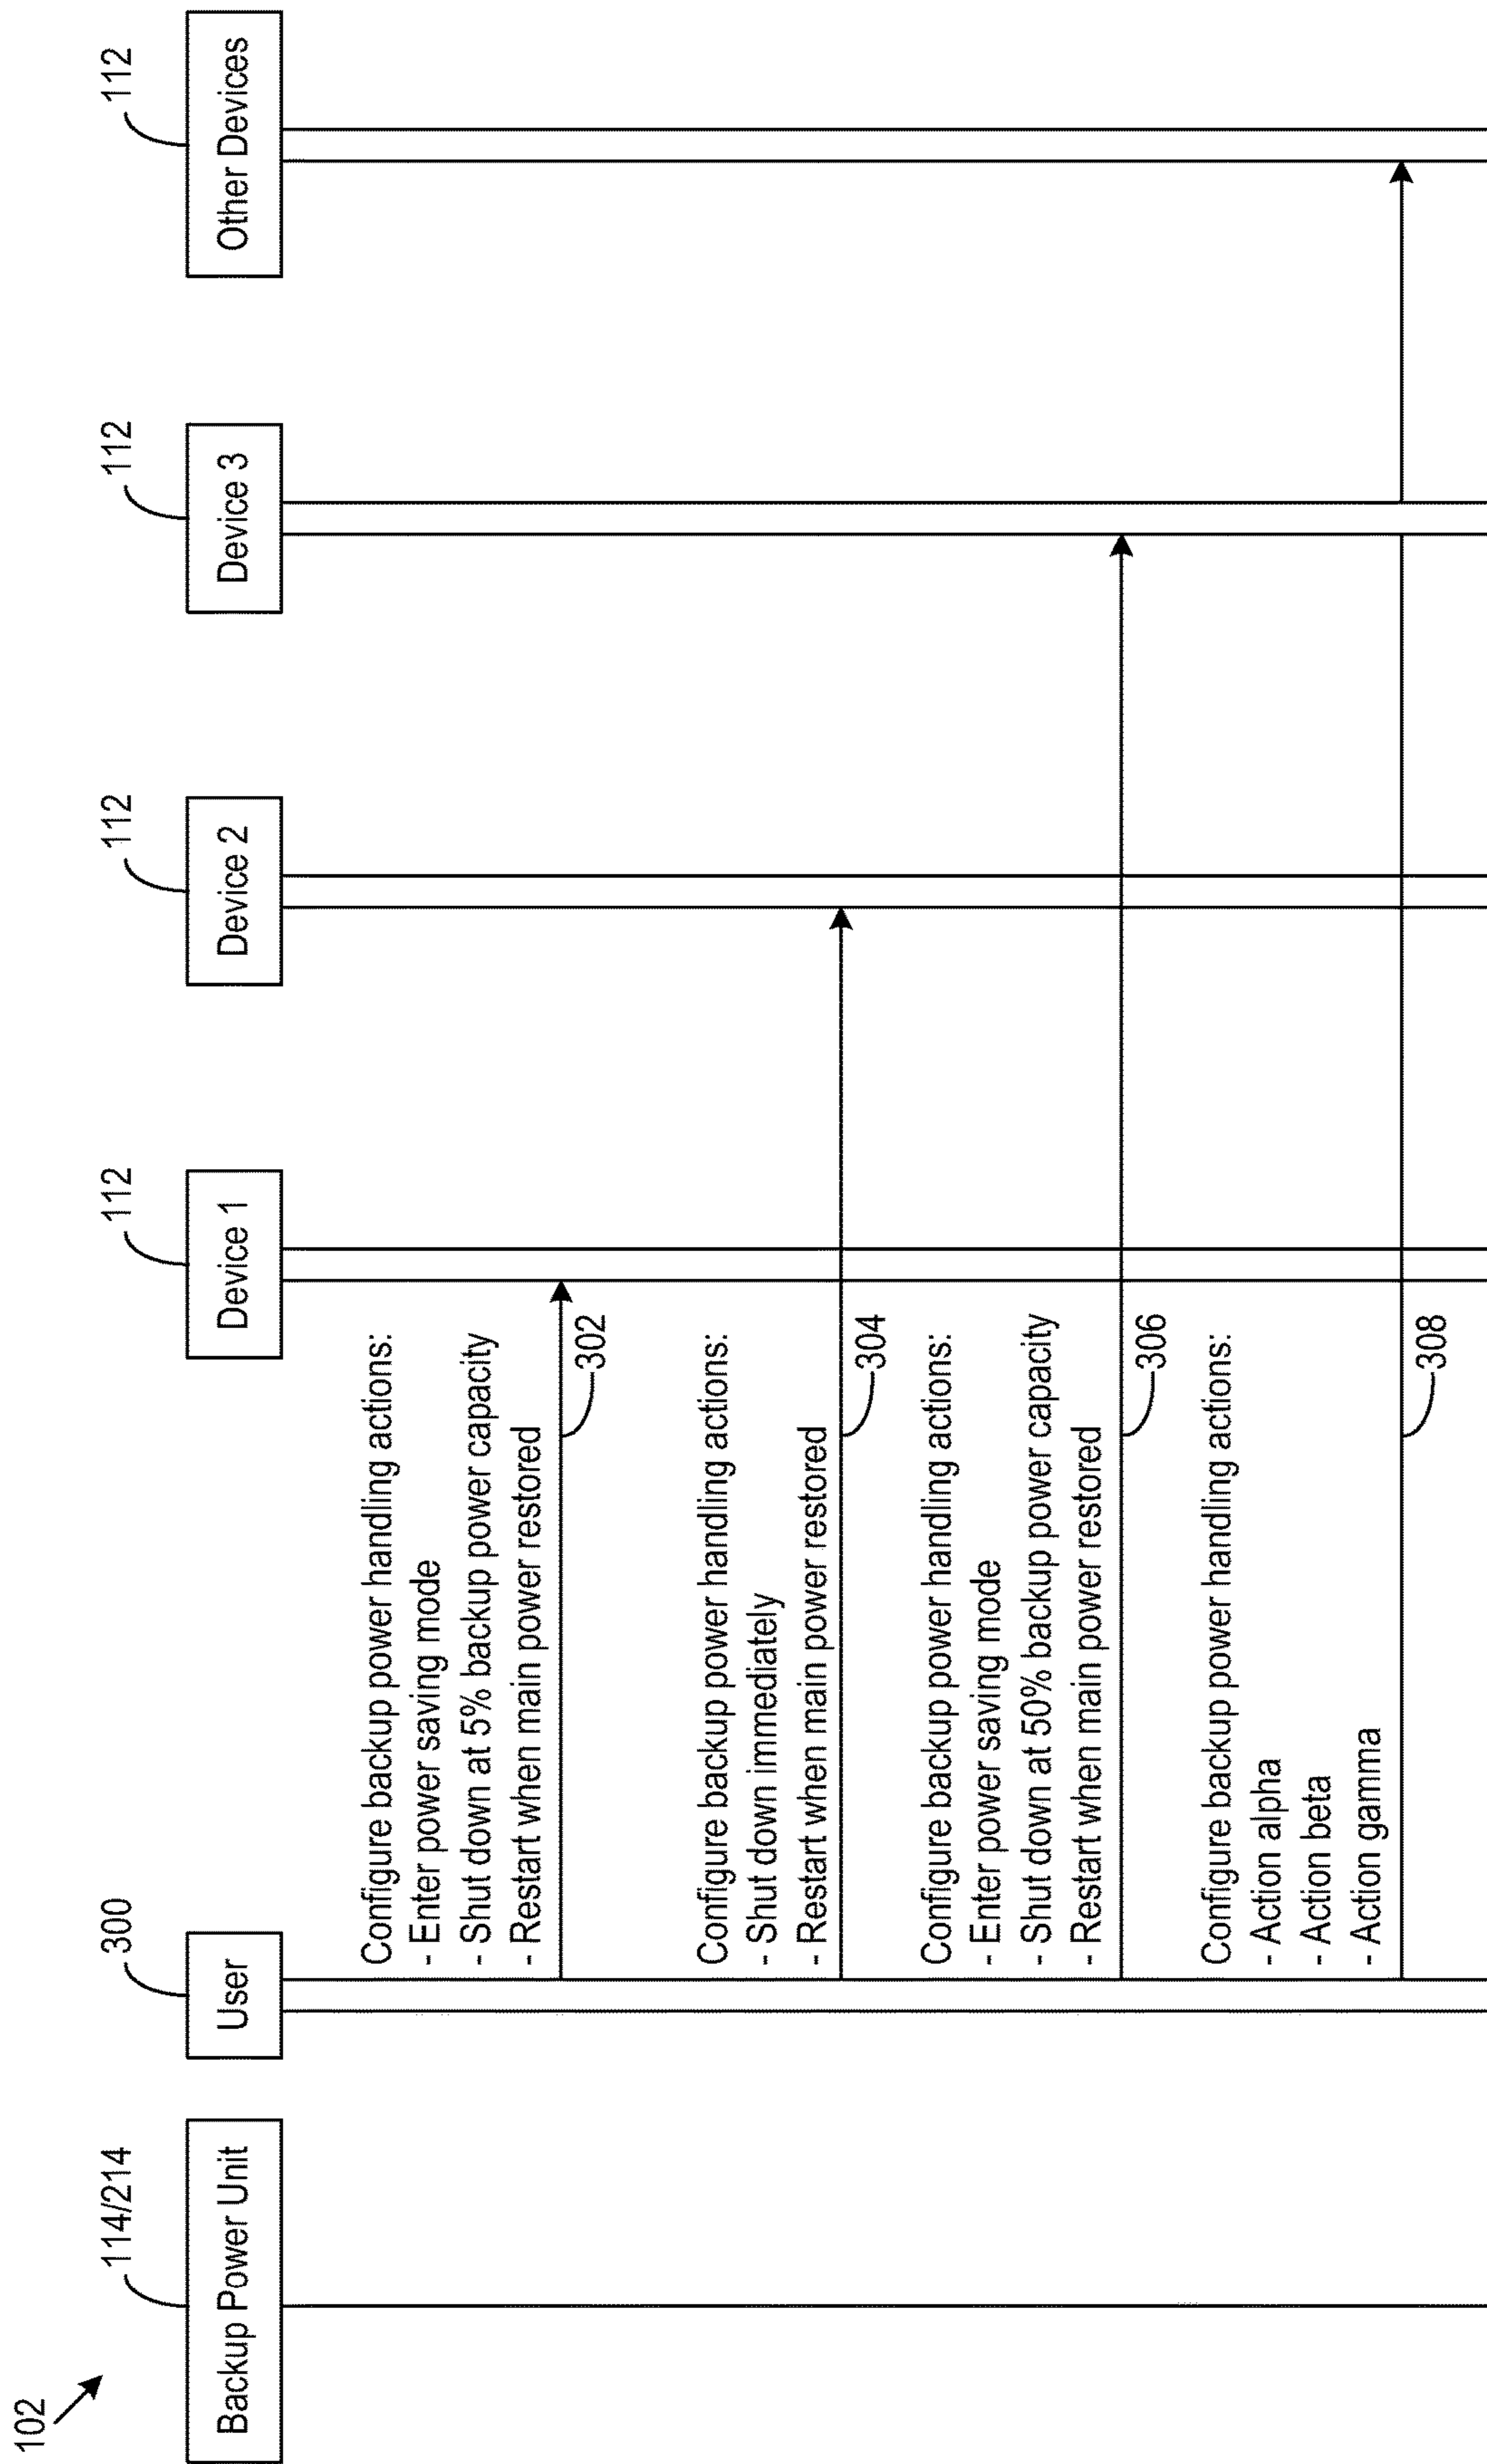 102
114/214
300
112
112
112
112
Backup Power Unit
User
Device 1
Device 2
Device 3
Other Devices
Configure backup power handling actions:
- Enter power saving mode
- Shut down at 5% backup power capacity
- Restart when main power restored
302
Configure backup power handling actions:
- Shut down immediately
- Restart when main power restored
304
Configure backup power handling actions:
- Enter power saving mode
- Shut down at 50% backup power capacity
- Restart when main power restored
306
Configure backup power handling actions:
- Action alpha
- Action beta
- Action gamma
308